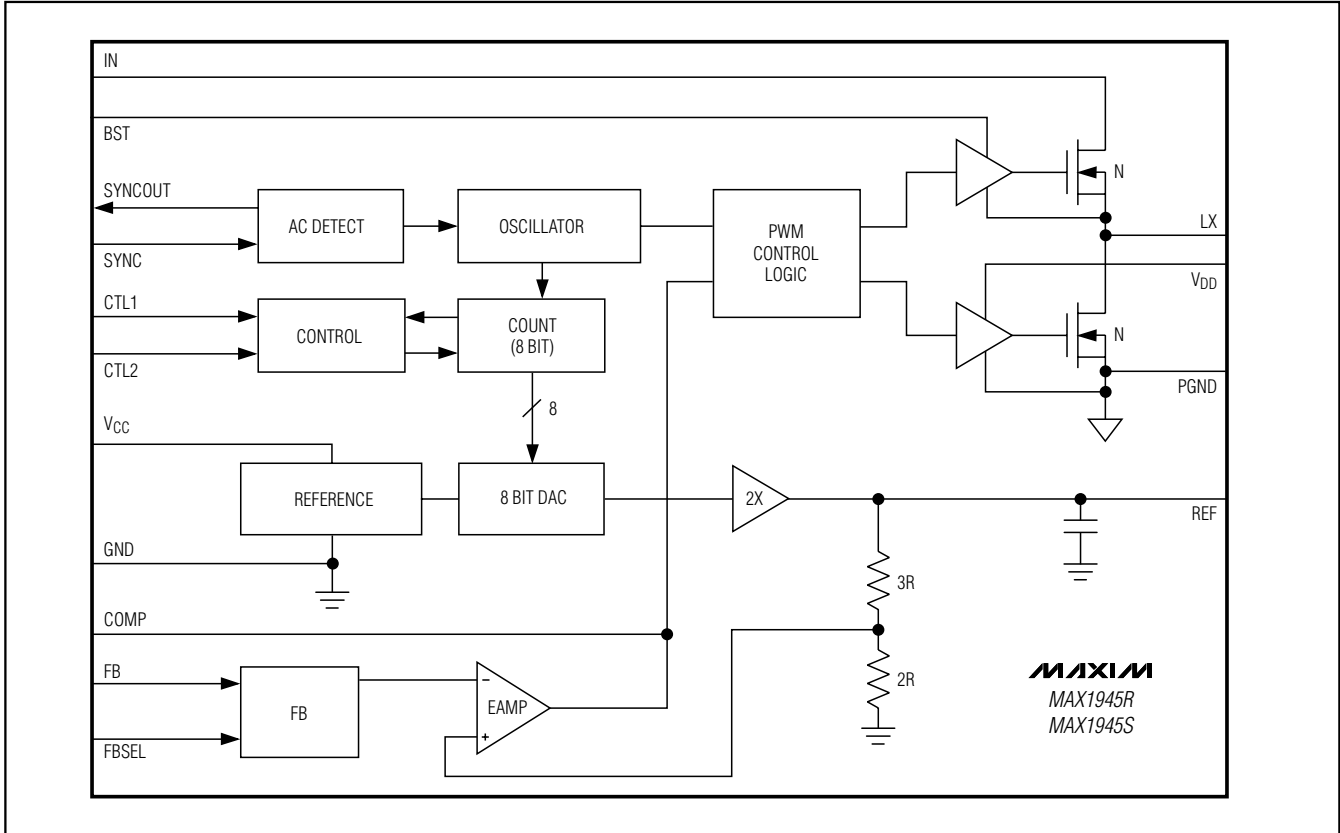 IN
BST
SYNCOUT
AC DETECT
OSCILLATOR
SYNC
PWM
CONTROL
LOGIC
N
LX
VDD
CTL1
CONTROL
COUNT
(8 BIT)
CTL2
N
PGND
8
VCC
REFERENCE
8 BIT DAC
2X
REF
GND
3R
COMP
FB
FB
−
EAMP
+
2R
FBSEL
MAXIM
MAX1945R
MAX1945S